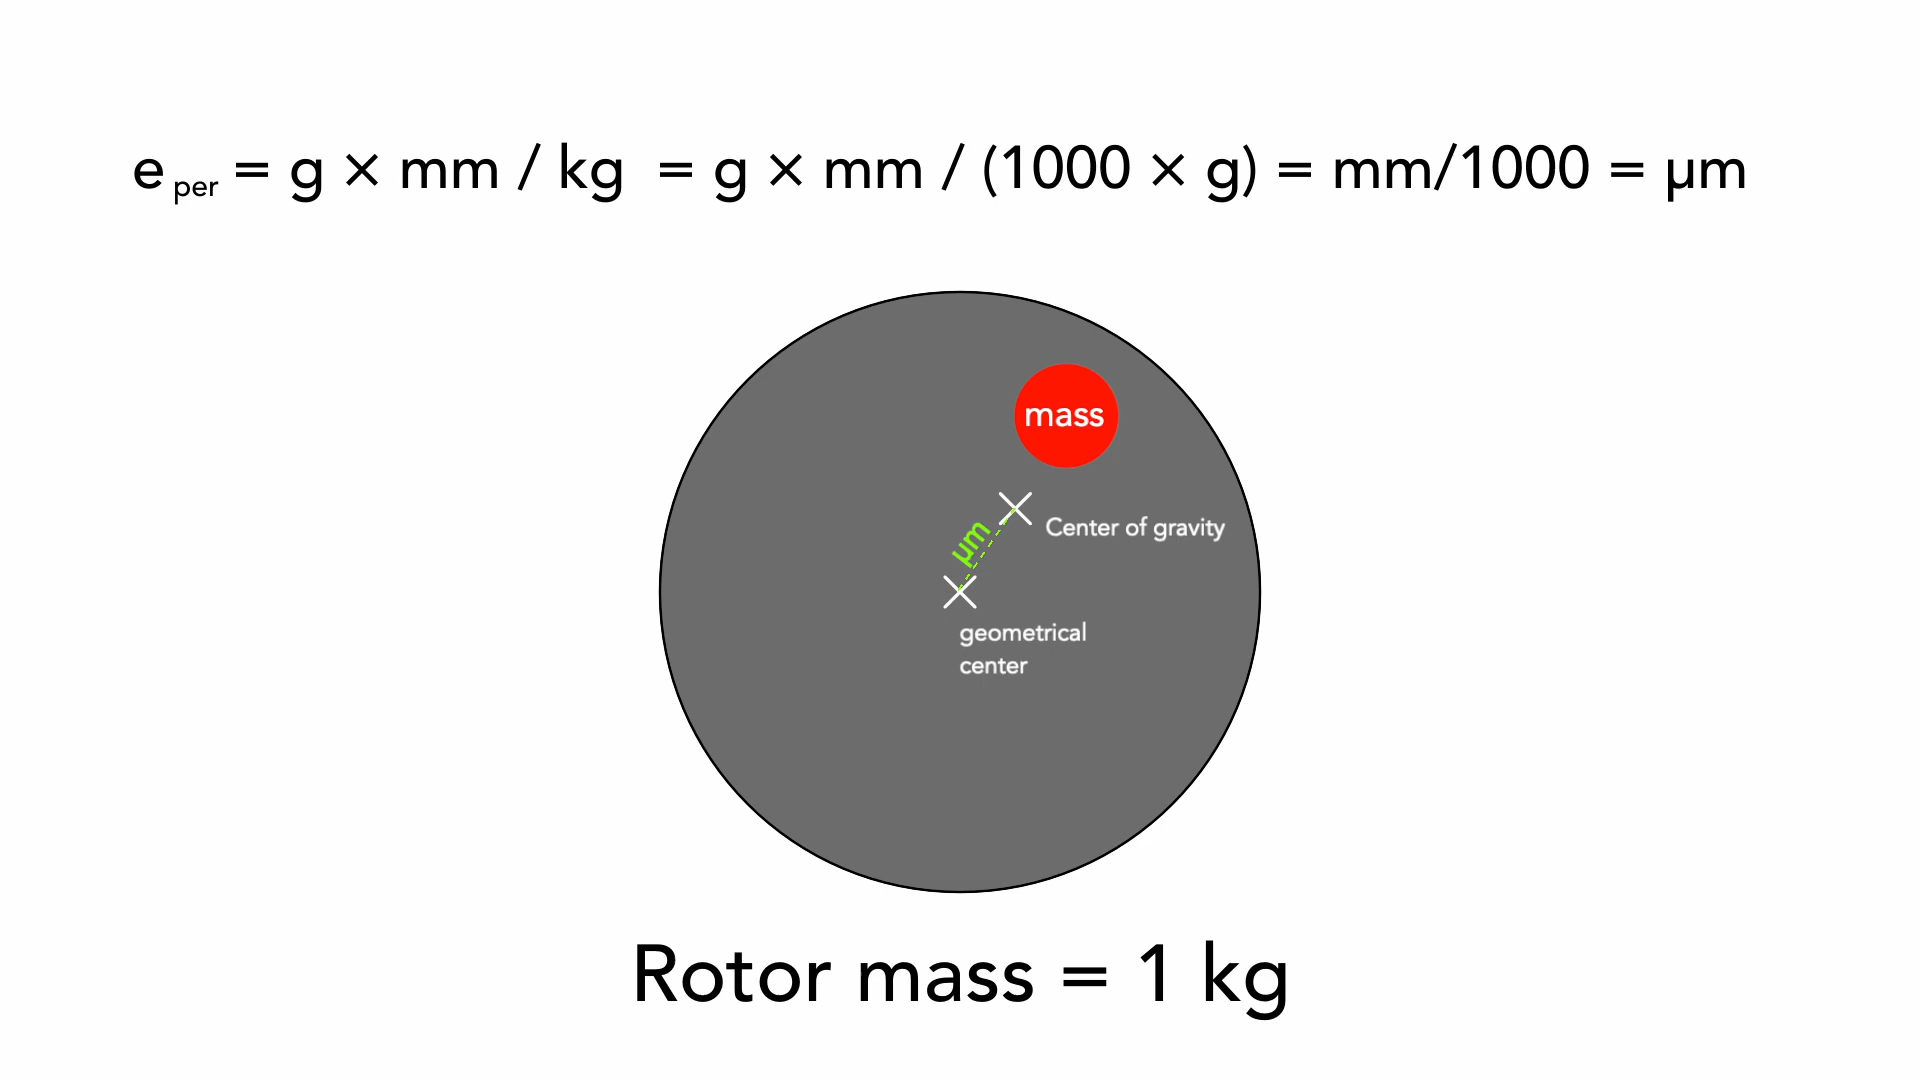 e per = g × mm / kg = g × mm / (1000 × g) = mm/1000 = µm
mass
µm
Center of gravity
geometrical
center
Rotor mass = 1 kg